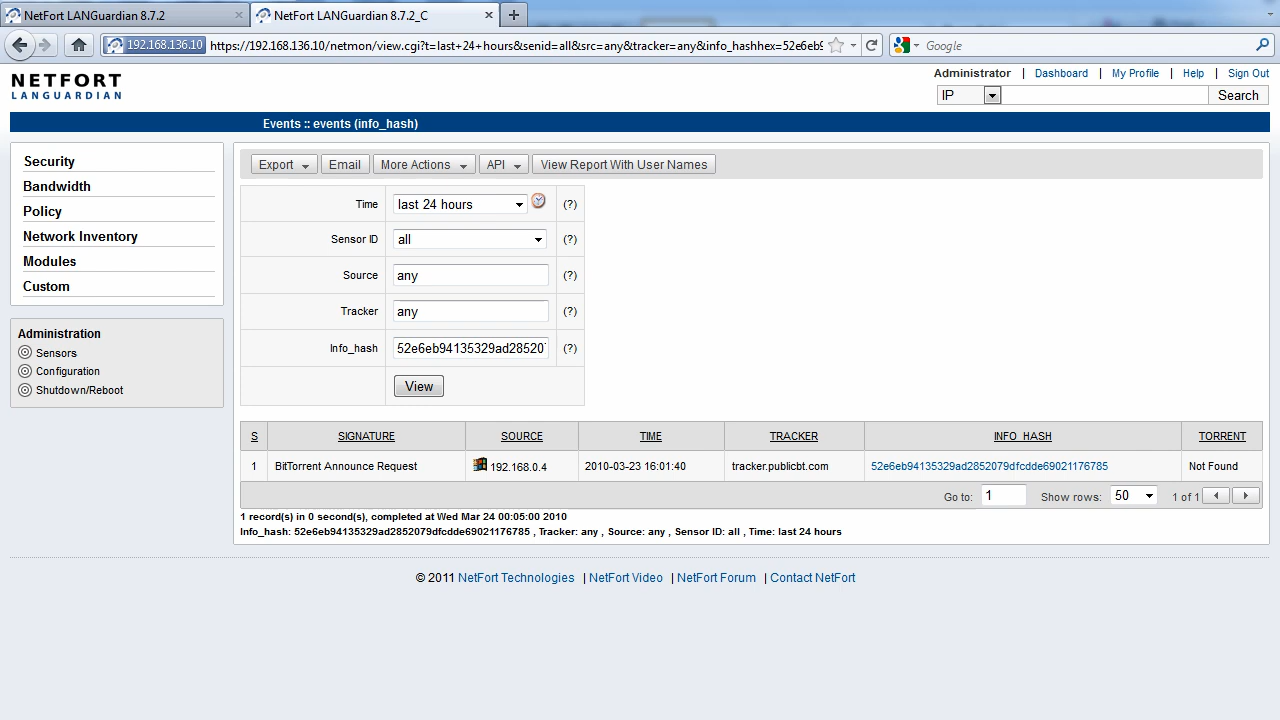 NetFort LANGuardian 8.7.2
NetFort LANGuardian 8.7.2_C
192.168.136.10 https://192.168.136.10/netmon/view.cgi?t=last+24+hours&senid=all&src=any&tracker=any&info_hashhex=52e6eb9 Google
NETFORT
LANGUARDIAN
Administrator | Dashboard | My Profile | Help | Sign Out
IP Search
Events :: events (info_hash)
Security
Bandwidth
Policy
Network Inventory
Modules
Custom
Administration
Sensors
Configuration
Shutdown/Reboot
Export Email More Actions API View Report With User Names
Time last 24 hours (?)
Sensor ID all (?)
Source any (?)
Tracker any (?)
Info_hash 52e6eb94135329ad285207 (?)
View
S SIGNATURE SOURCE TIME TRACKER INFO_HASH TORRENT
1 BitTorrent Announce Request 192.168.0.4 2010-03-23 16:01:40 tracker.publicbt.com 52e6eb94135329ad2852079dfcdde69021176785 Not Found
Go to: 1 Show rows: 50 1 of 1
1 record(s) in 0 second(s), completed at Wed Mar 24 00:05:00 2010
Info_hash: 52e6eb94135329ad2852079dfcdde69021176785 , Tracker: any , Source: any , Sensor ID: all , Time: last 24 hours
© 2011 NetFort Technologies | NetFort Video | NetFort Forum | Contact NetFort